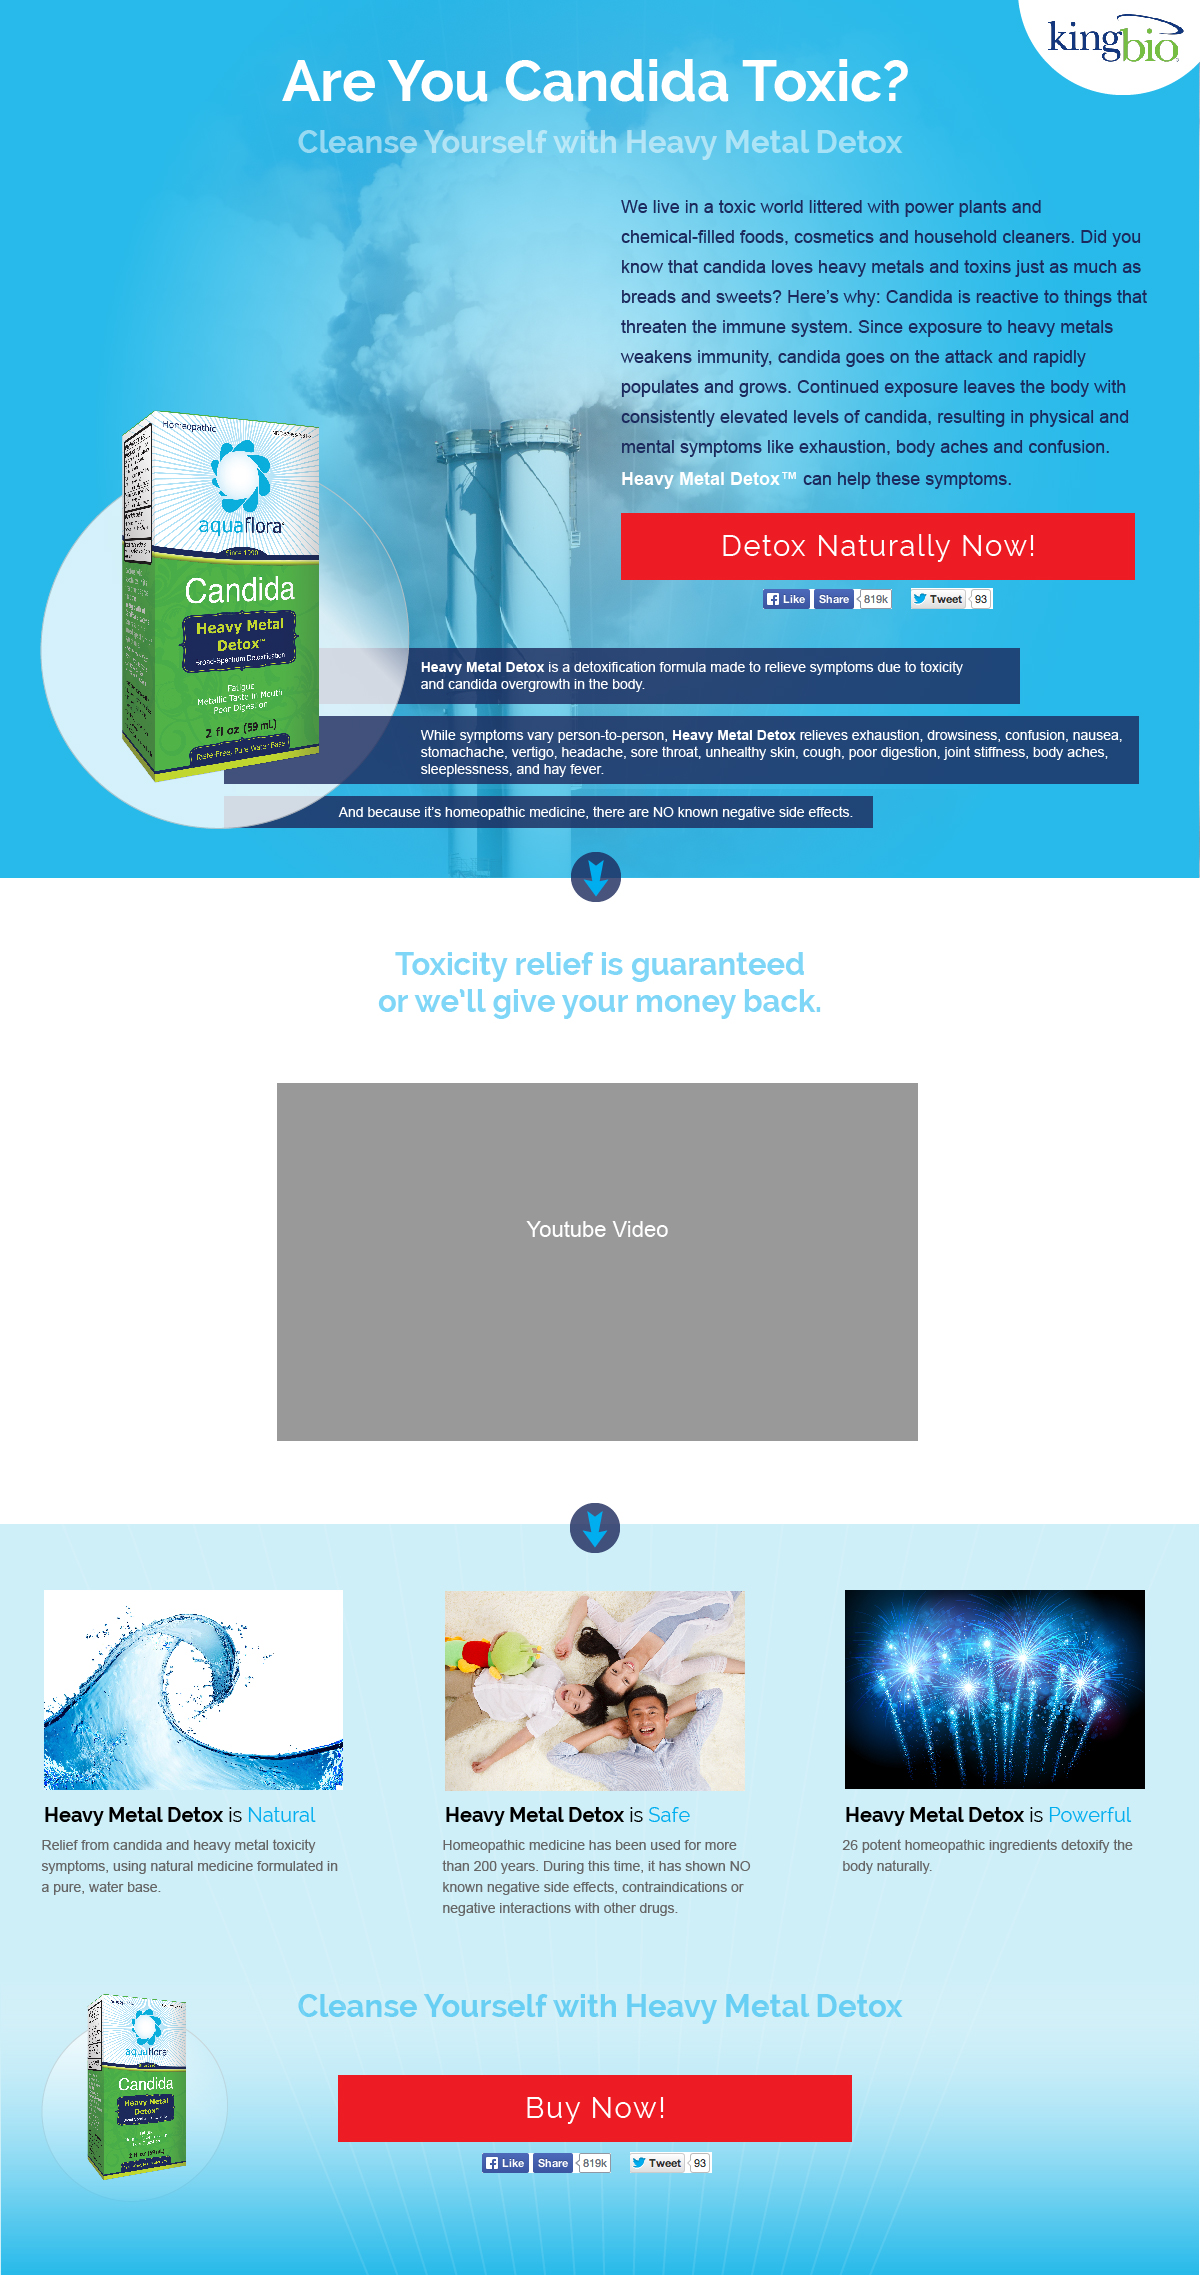 kingbio
Are You Candida Toxic?
Cleanse Yourself with Heavy Metal Detox
We live in a toxic world littered with power plants and
chemical-filled foods, cosmetics and household cleaners. Did you
know that candida loves heavy metals and toxins just as much as
breads and sweets? Here’s why: Candida is reactive to things that
threaten the immune system. Since exposure to heavy metals
weakens immunity, candida goes on the attack and rapidly
populates and grows. Continued exposure leaves the body with
consistently elevated levels of candida, resulting in physical and
mental symptoms like exhaustion, body aches and confusion.
Heavy Metal Detox™ can help these symptoms.
Detox Naturally Now!
Like Share 819k Tweet 93
Homeopathic
aquaflora
Since 1990
Candida
Heavy Metal
Detox™
Broad-Spectrum Detoxification
Fatigue
Metallic Taste in Mouth
Poor Digestion
2 fl oz (59 mL)
Taste-Free, Pure Water Base
Heavy Metal Detox is a detoxification formula made to relieve symptoms due to toxicity
and candida overgrowth in the body.
While symptoms vary person-to-person, Heavy Metal Detox relieves exhaustion, drowsiness, confusion, nausea,
stomachache, vertigo, headache, sore throat, unhealthy skin, cough, poor digestion, joint stiffness, body aches,
sleeplessness, and hay fever.
And because it’s homeopathic medicine, there are NO known negative side effects.
Toxicity relief is guaranteed
or we’ll give your money back.
Youtube Video
Heavy Metal Detox is Natural
Relief from candida and heavy metal toxicity
symptoms, using natural medicine formulated in
a pure, water base.
Heavy Metal Detox is Safe
Homeopathic medicine has been used for more
than 200 years. During this time, it has shown NO
known negative side effects, contraindications or
negative interactions with other drugs.
Heavy Metal Detox is Powerful
26 potent homeopathic ingredients detoxify the
body naturally.
Cleanse Yourself with Heavy Metal Detox
aquaflora
Candida
Heavy Metal
Detox™
Buy Now!
Like Share 819k Tweet 93